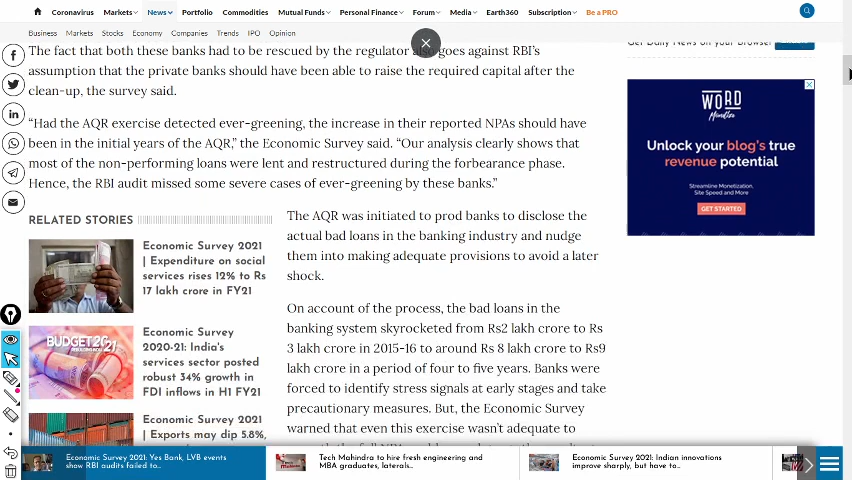 Coronavirus Markets News Portfolio Commodities Mutual Funds Personal Finance Forum Media Earth360 Subscription Be a PRO
Business Markets Stocks Economy Companies Trends IPO Opinion
The fact that both these banks had to be rescued by the regulator also goes against RBI's
assumption that the private banks should have been able to raise the required capital after the
clean-up, the survey said.
“Had the AQR exercise detected ever-greening, the increase in their reported NPAs should have
been in the initial years of the AQR,” the Economic Survey said. “Our analysis clearly shows that
most of the non-performing loans were lent and restructured during the forbearance phase.
Hence, the RBI audit missed some severe cases of ever-greening by these banks.”
RELATED STORIES
Economic Survey 2021
| Expenditure on social
services rises 12% to Rs
17 lakh crore in FY21
BUDGET 2021
Economic Survey
2020-21: India's
services sector posted
robust 34% growth in
FDI inflows in H1 FY21
Economic Survey 2021
| Exports may dip 5.8%,
The AQR was initiated to prod banks to disclose the
actual bad loans in the banking industry and nudge
them into making adequate provisions to avoid a later
shock.
On account of the process, the bad loans in the
banking system skyrocketed from Rs2 lakh crore to Rs
3 lakh crore in 2015-16 to around Rs 8 lakh crore to Rs9
lakh crore in a period of four to five years. Banks were
forced to identify stress signals at early stages and take
precautionary measures. But, the Economic Survey
warned that even this exercise wasn't adequate to
Get Daily News on your Browser
WORD
Monetize
Unlock your blog's true
revenue potential
Streamline Monetization,
Site Speed and More
GET STARTED
Economic Survey 2021: Yes Bank, LVB events
show RBI audits failed to...
Tech Mahindra to hire fresh engineering and
MBA graduates, laterals...
Economic Survey 2021: Indian innovations
improve sharply, but have to...